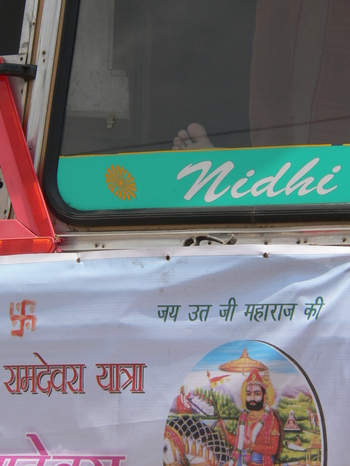 Nidhi
जय उत जी महाराज की
रामदेवरा यात्रा